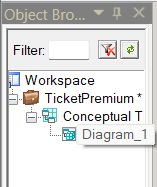 Object Bro...
Filter:
Workspace
TicketPremium *
Conceptual T
Diagram_1